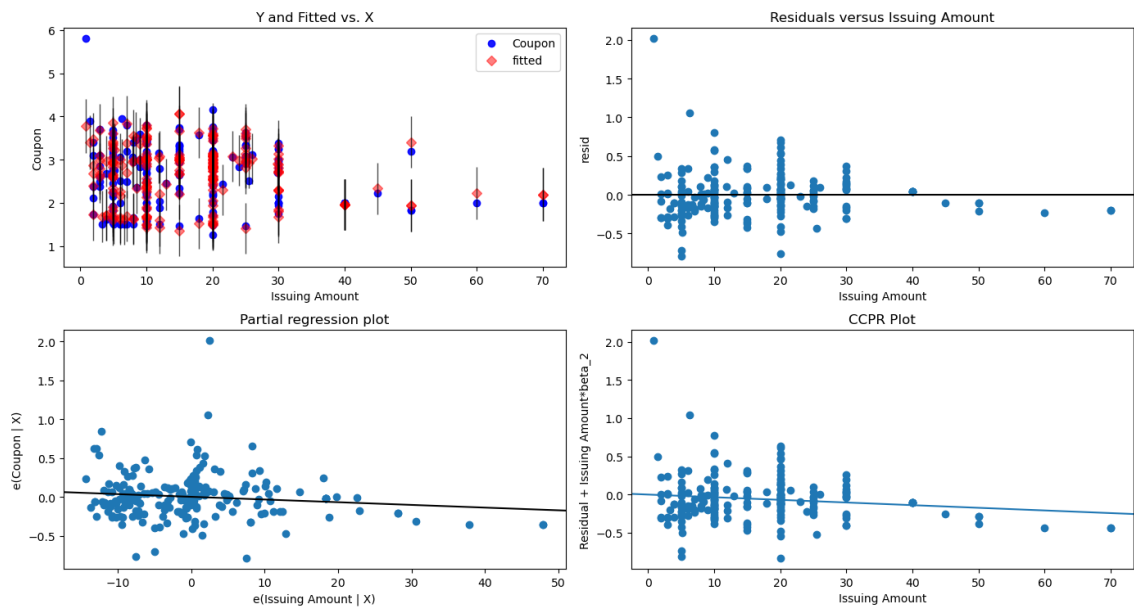 Y and Fitted vs. X
Coupon
6
5
4
3
2
1
Coupon
fitted
0 10 20 30 40 50 60 70
Issuing Amount
Residuals versus Issuing Amount
resid
2.0
1.5
1.0
0.5
0.0
−0.5
0 10 20 30 40 50 60 70
Issuing Amount
Partial regression plot
e(Coupon | X)
2.0
1.5
1.0
0.5
0.0
−0.5
−10 0 10 20 30 40 50
e(Issuing Amount | X)
CCPR Plot
Residual + Issuing Amount*beta_2
2.0
1.5
1.0
0.5
0.0
−0.5
0 10 20 30 40 50 60 70
Issuing Amount